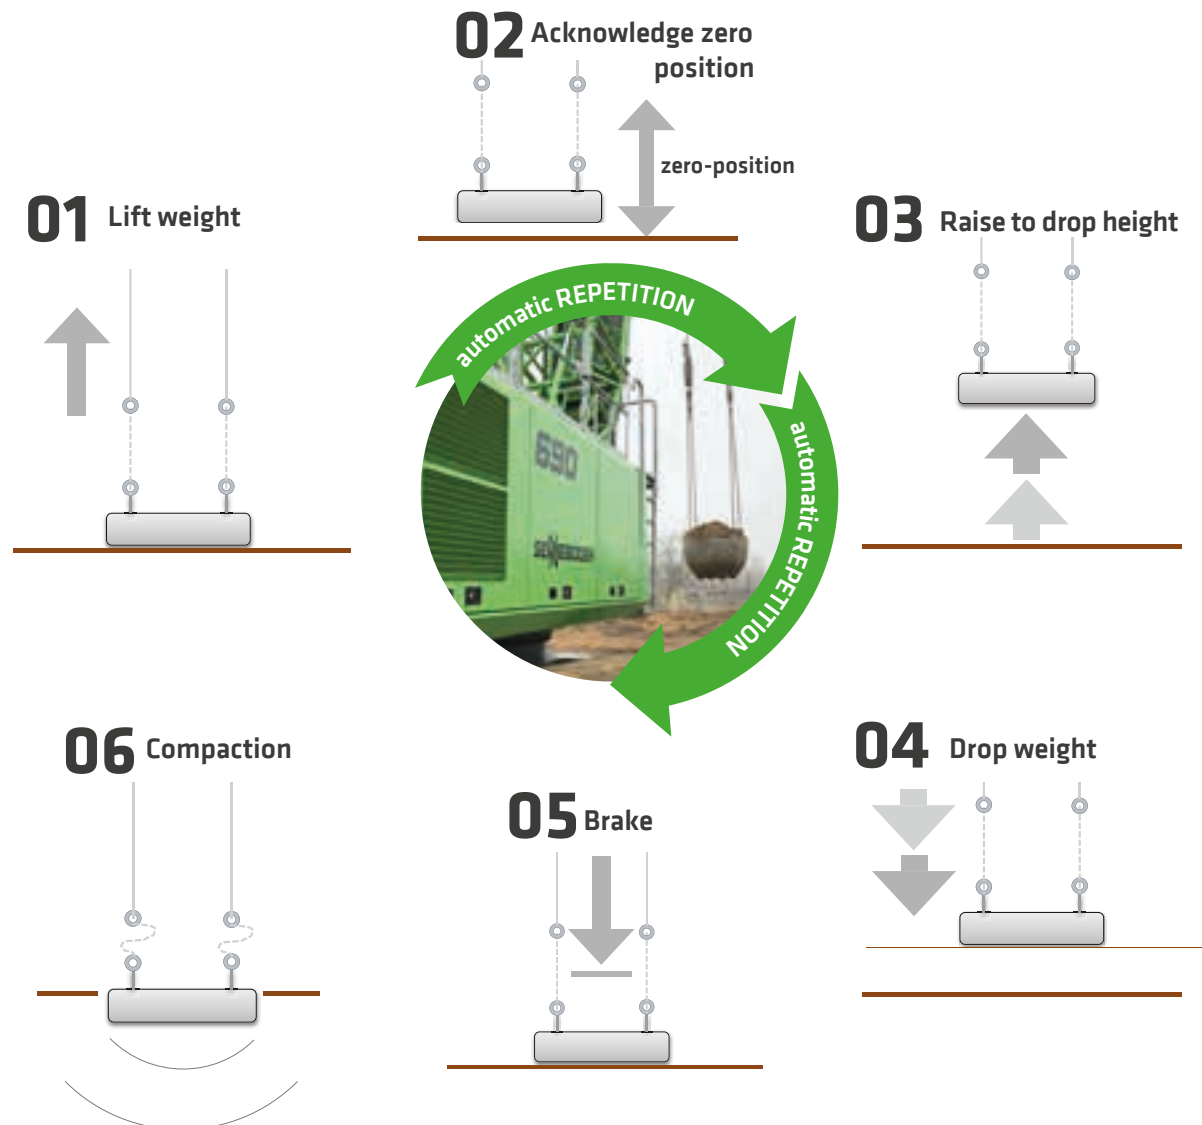 01 Lift weight
02 Acknowledge zero
position
zero-position
03 Raise to drop height
automatic REPETITION
automatic REPETITION
690
SENNEBOGEN
04 Drop weight
05 Brake
06 Compaction